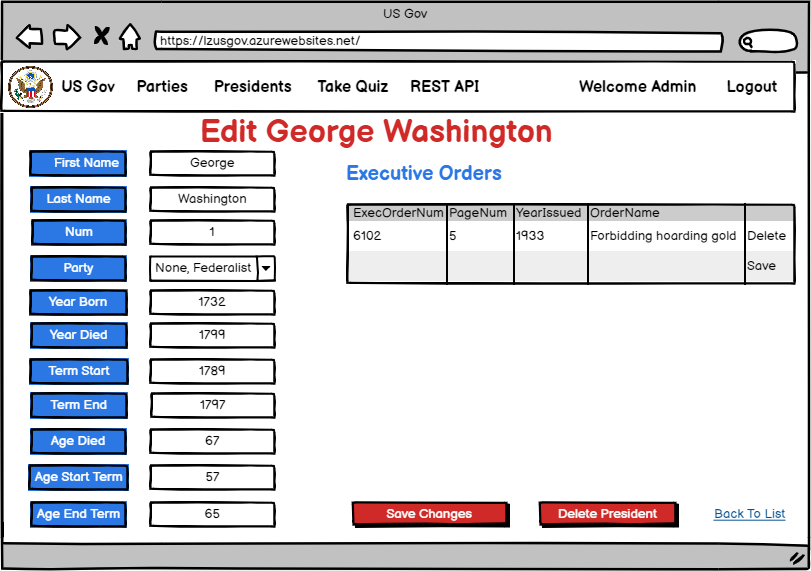 US Gov
https://lzusgov.azurewebsites.net/
US Gov Parties Presidents Take Quiz REST API Welcome Admin Logout
Edit George Washington
First Name George
Last Name Washington
Num 1
Party None, Federalist
Year Born 1732
Year Died 1799
Term Start 1789
Term End 1797
Age Died 67
Age Start Term 57
Age End Term 65
Executive Orders
ExecOrderNum PageNum YearIssued OrderName
6102 5 1933 Forbidding hoarding gold Delete
Save
Save Changes Delete President Back To List